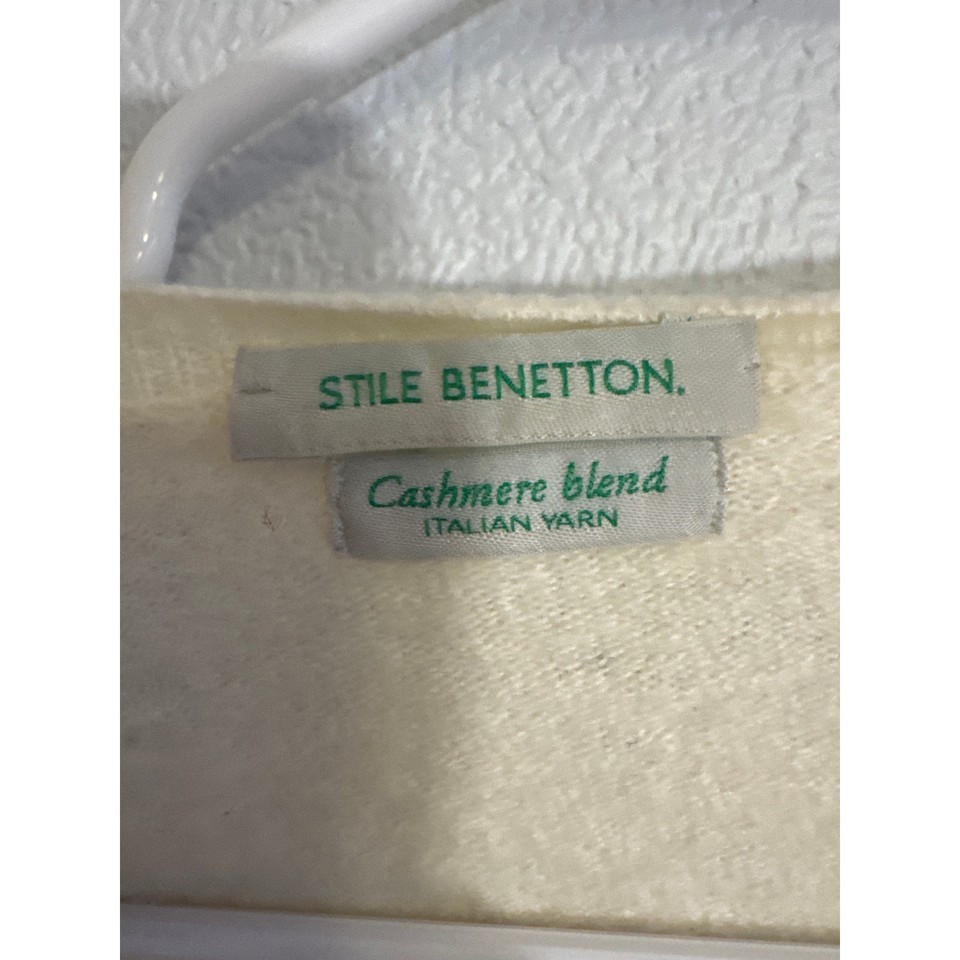 STILE BENETTON.
Cashmere blend
ITALIAN YARN